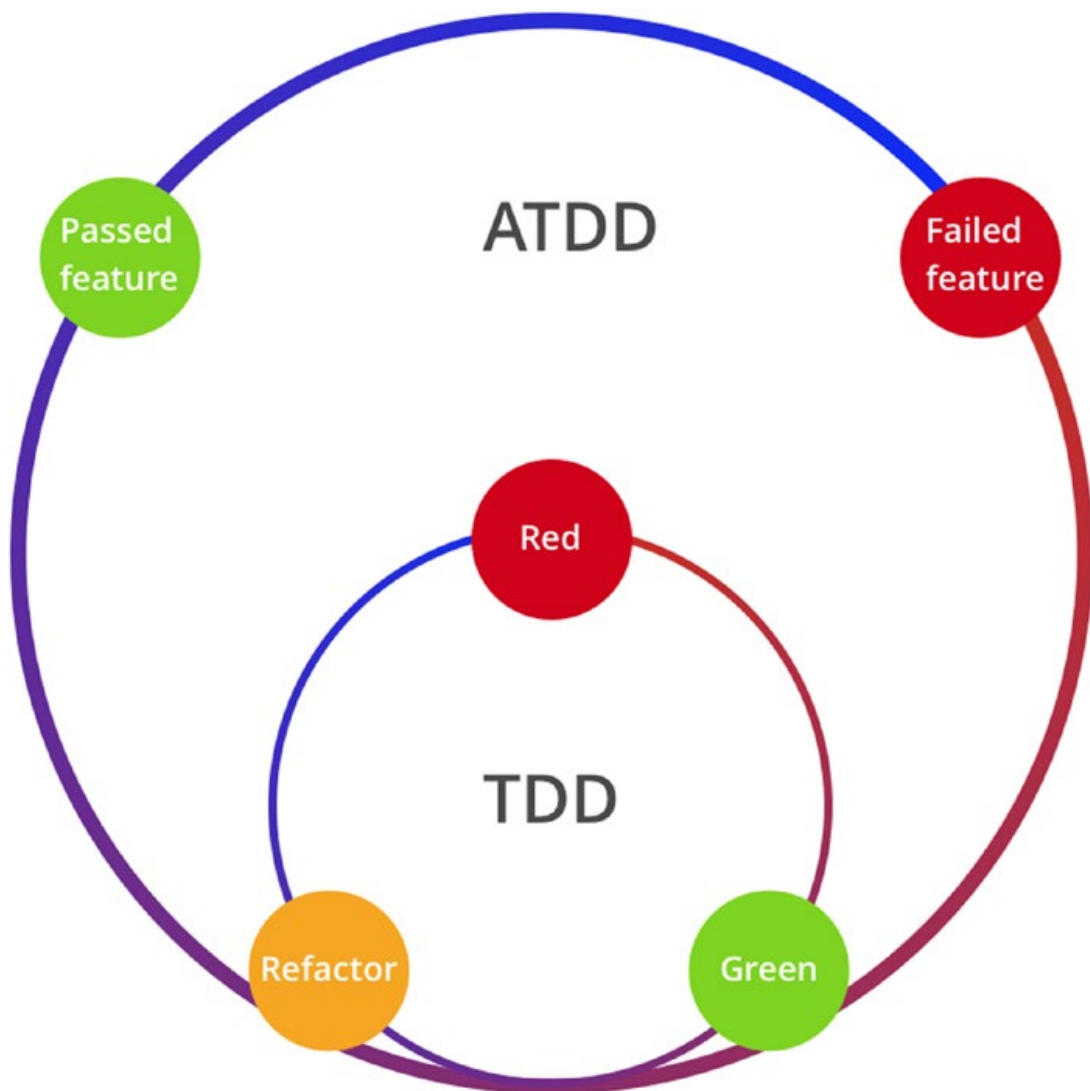 ATDD
Passed
feature
Failed
feature
Red
TDD
Refactor
Green